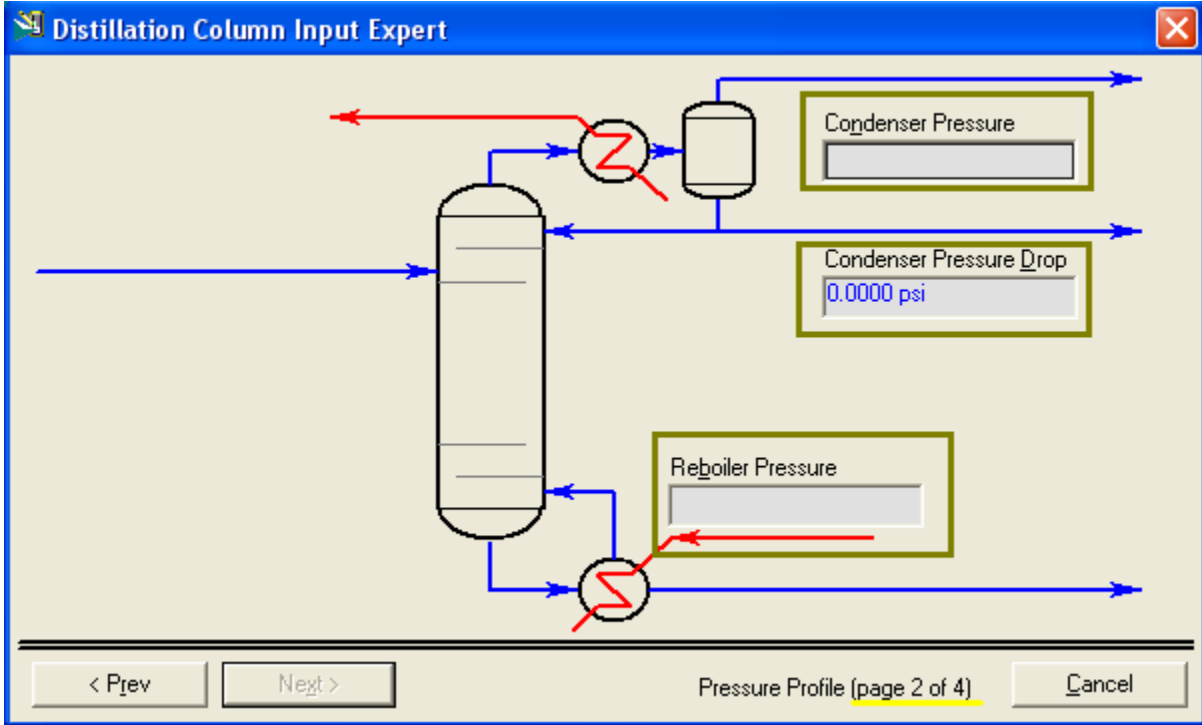 Distillation Column Input Expert
Condenser Pressure
Condenser Pressure Drop
0.0000 psi
Reboiler Pressure
< Prev
Next >
Pressure Profile (page 2 of 4)
Cancel